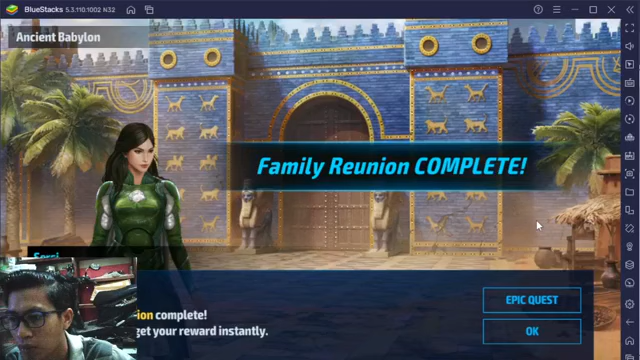 BlueStacks 5.3.110.1002 N32
Ancient Babylon
Family Reunion COMPLETE!
Sersi
ion complete!
get your reward instantly.
EPIC QUEST
OK